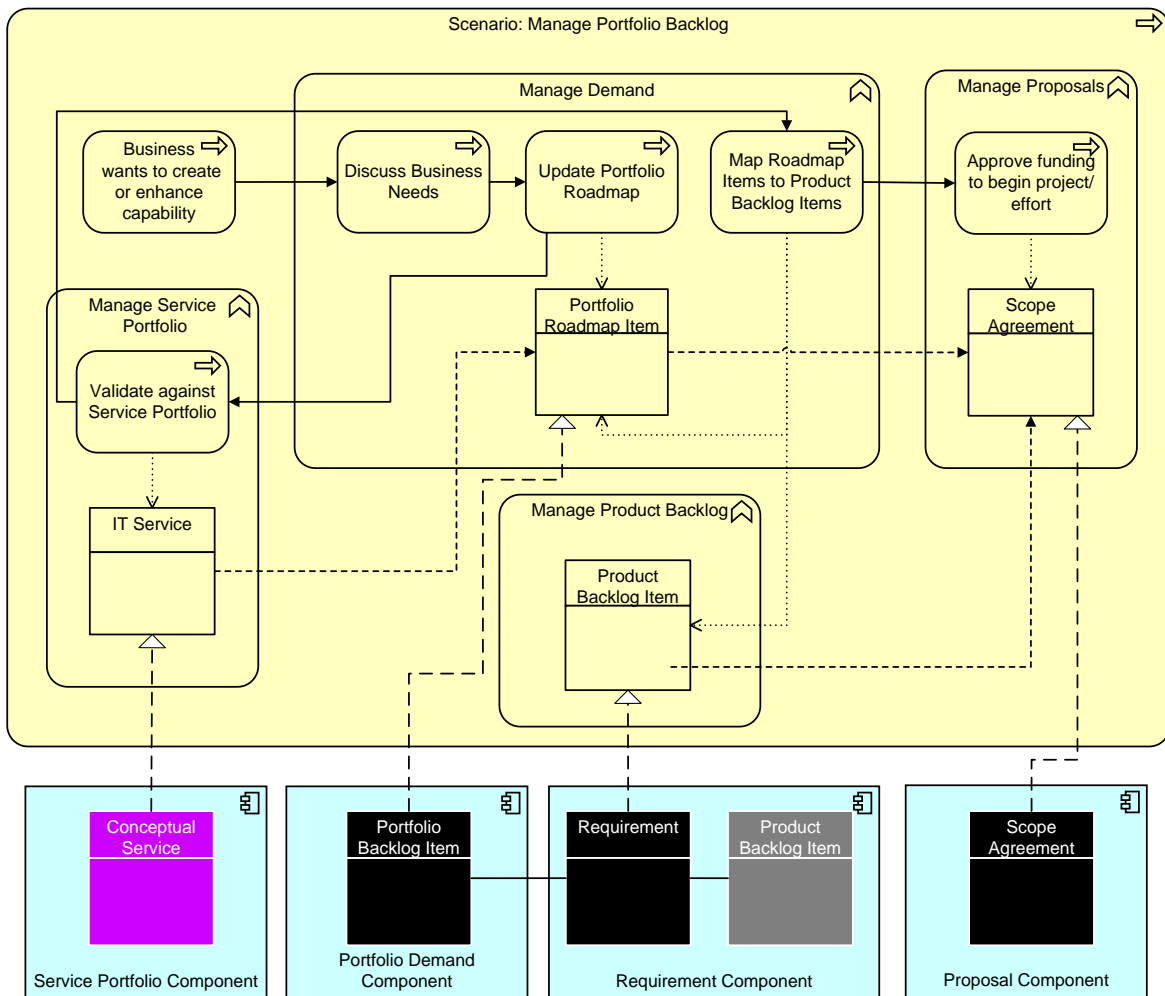 Scenario: Manage Portfolio Backlog
Manage Demand
Manage Proposals
Business
wants to create
or enhance
capability
Discuss Business
Needs
Update Portfolio
Roadmap
Map Roadmap
Items to Product
Backlog Items
Approve funding
to begin project/
effort
Manage Service
Portfolio
Portfolio
Roadmap Item
Scope
Agreement
Validate against
Service Portfolio
IT Service
Manage Product Backlog
Product
Backlog Item
Conceptual
Service
Portfolio
Backlog Item
Requirement
Product
Backlog Item
Scope
Agreement
Service Portfolio Component
Portfolio Demand
Component
Requirement Component
Proposal Component